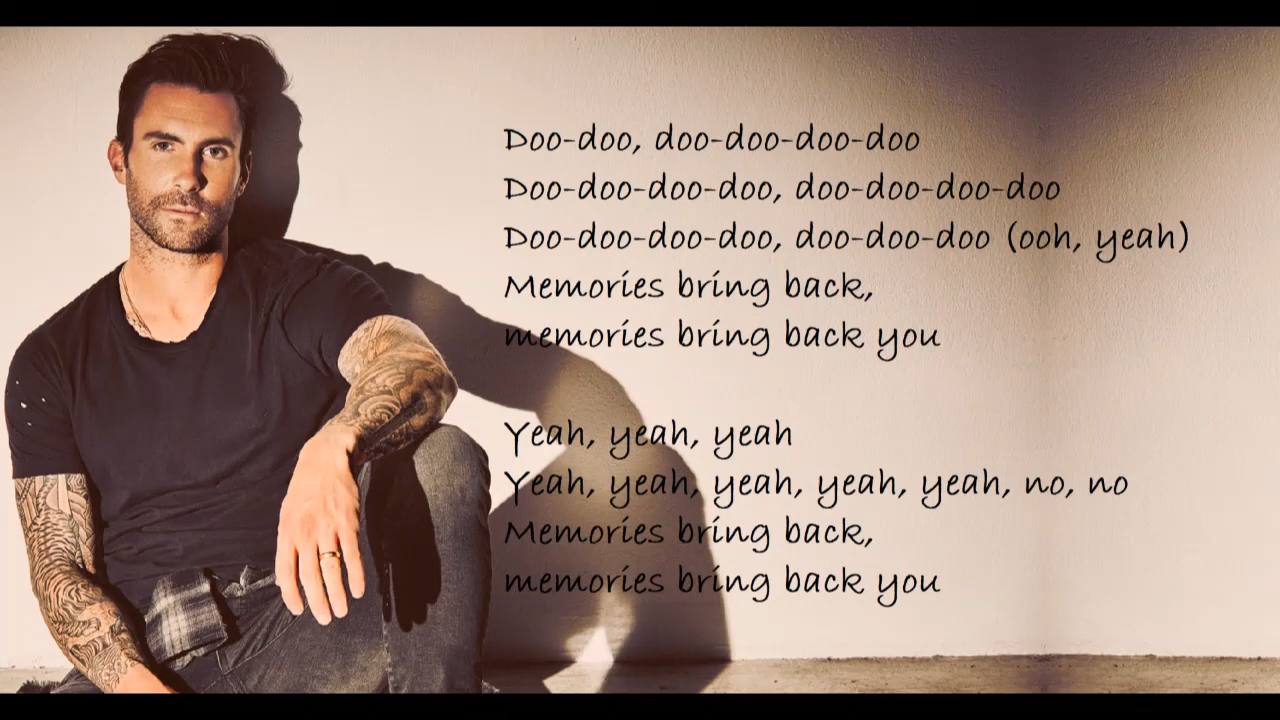 Doo-doo, doo-doo-doo-doo
Doo-doo-doo-doo, doo-doo-doo-doo
Doo-doo-doo-doo, doo-doo-doo (ooh, yeah)
Memories bring back,
memories bring back you
Yeah, yeah, yeah
Yeah, yeah, yeah, yeah, yeah, no, no
Memories bring back,
memories bring back you